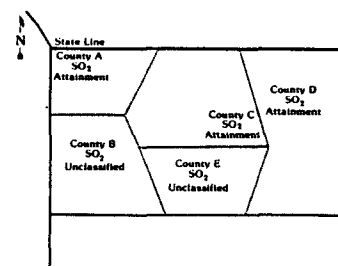 N
State Line
County A
SO2
Attainment
County D
SO2
Attainment
County C
SO2
Attainment
County B
SO2
Unclassified
County E
SO2
Unclassified